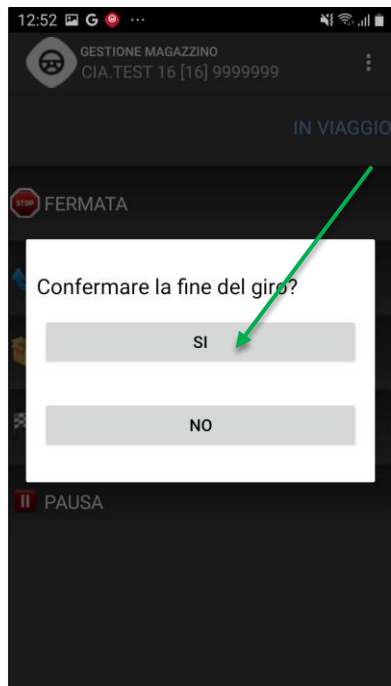 12:52 G ...
GESTIONE MAGAZZINO
CIA.TEST 16 [16] 9999999
IN VIAGGIO
STOP FERMATA
Confermare la fine del giro?
SI
NO
PAUSA